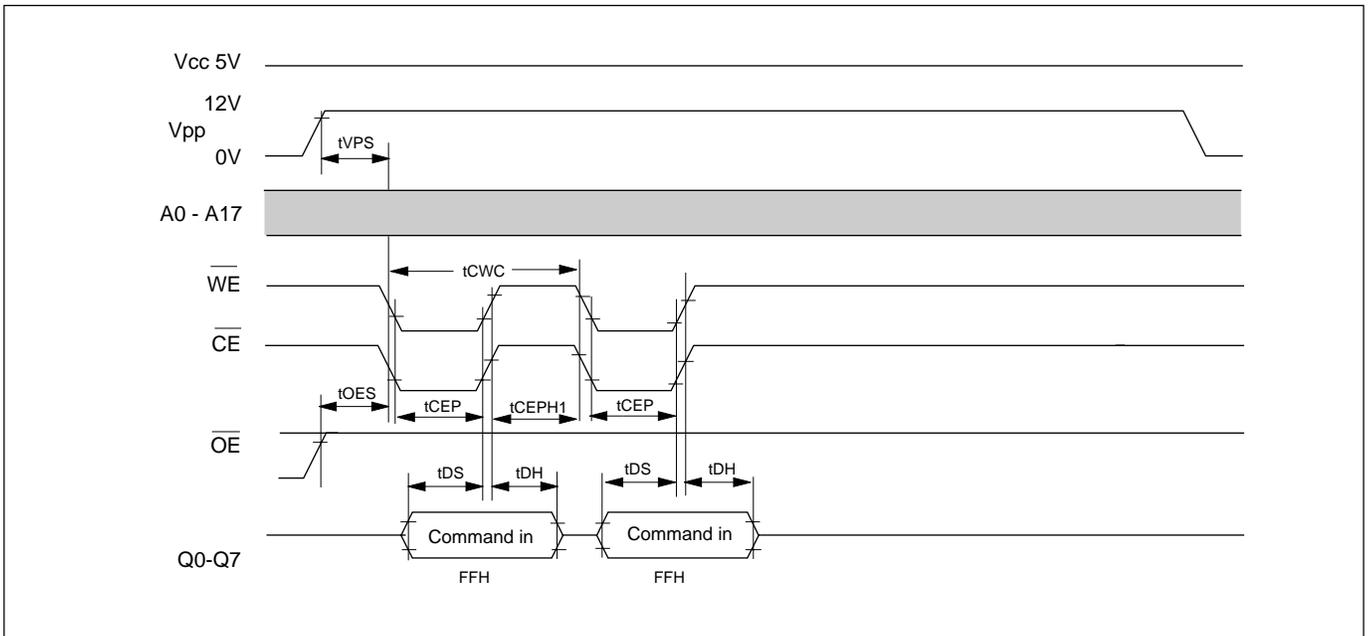 Vcc 5V
12V
Vpp
0V
tVPS
A0 - A17
tCWC
WE
CE
tOES
tCEP
tCEPH1
tCEP
OE
tDS
tDH
tDS
tDH
Command in
Command in
Q0-Q7
FFH
FFH